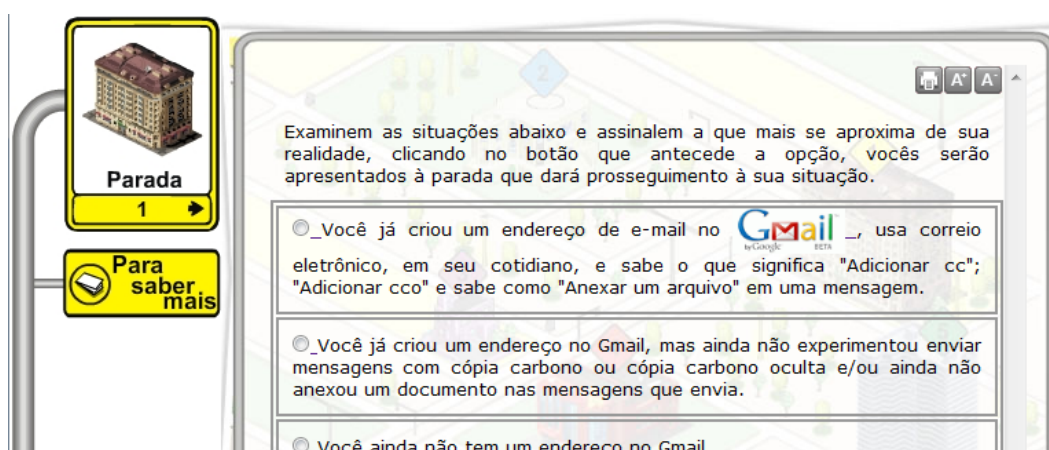 Parada
1
Para
saber
mais
2
A+ A-
Examinem as situações abaixo e assinalem a que mais se aproxima de sua
realidade, clicando no botão que antecede a opção, vocês serão
apresentados à parada que dará prosseguimento à sua situação.
_Você já criou um endereço de e-mail no Gmail by Google BETA _, usa correio
eletrônico, em seu cotidiano, e sabe o que significa "Adicionar cc";
"Adicionar cco" e sabe como "Anexar um arquivo" em uma mensagem.
_Você já criou um endereço no Gmail, mas ainda não experimentou enviar
mensagens com cópia carbono ou cópia carbono oculta e/ou ainda não
anexou um documento nas mensagens que envia.
5
Você ainda não tem um endereço no Gmail